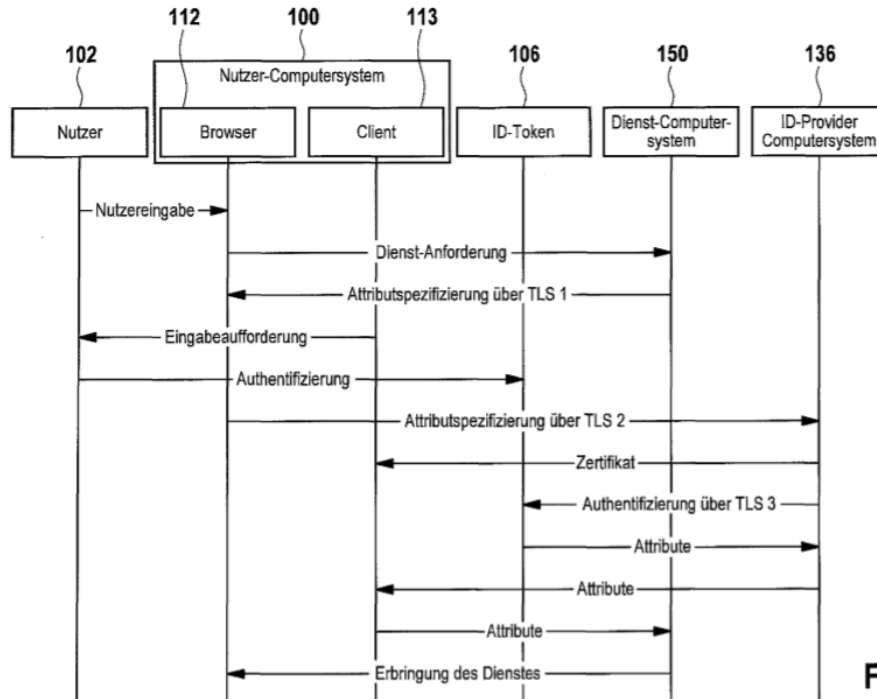 112
100
113
102
106
150
136
Nutzer-Computersystem
Nutzer
Browser
Client
ID-Token
Dienst-Computer-
system
ID-Provider
Computersystem
Nutzereingabe
Dienst-Anforderung
Attributspezifizierung über TLS 1
Eingabeaufforderung
Authentifizierung
Attributspezifizierung über TLS 2
Zertifikat
Authentifizierung über TLS 3
Attribute
Attribute
Attribute
Erbringung des Dienstes
F